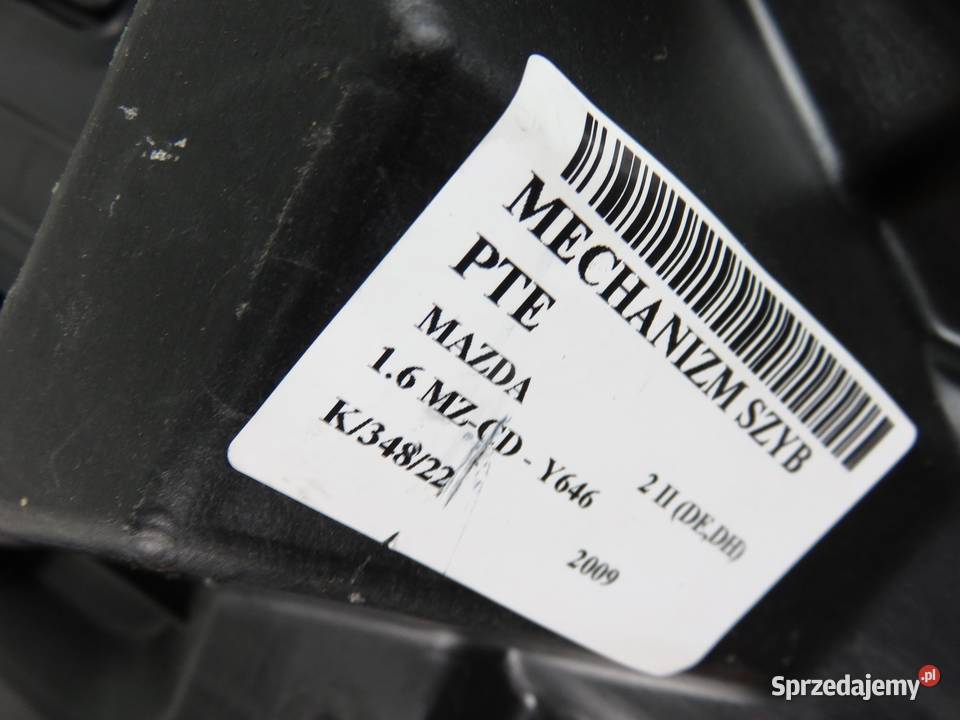 MECHANIZM SZYB
PTE
MAZDA 2 II (DE,DH)
1.6 MZ-CD - Y646 2009
K/348/22
Sprzedajemy.pl